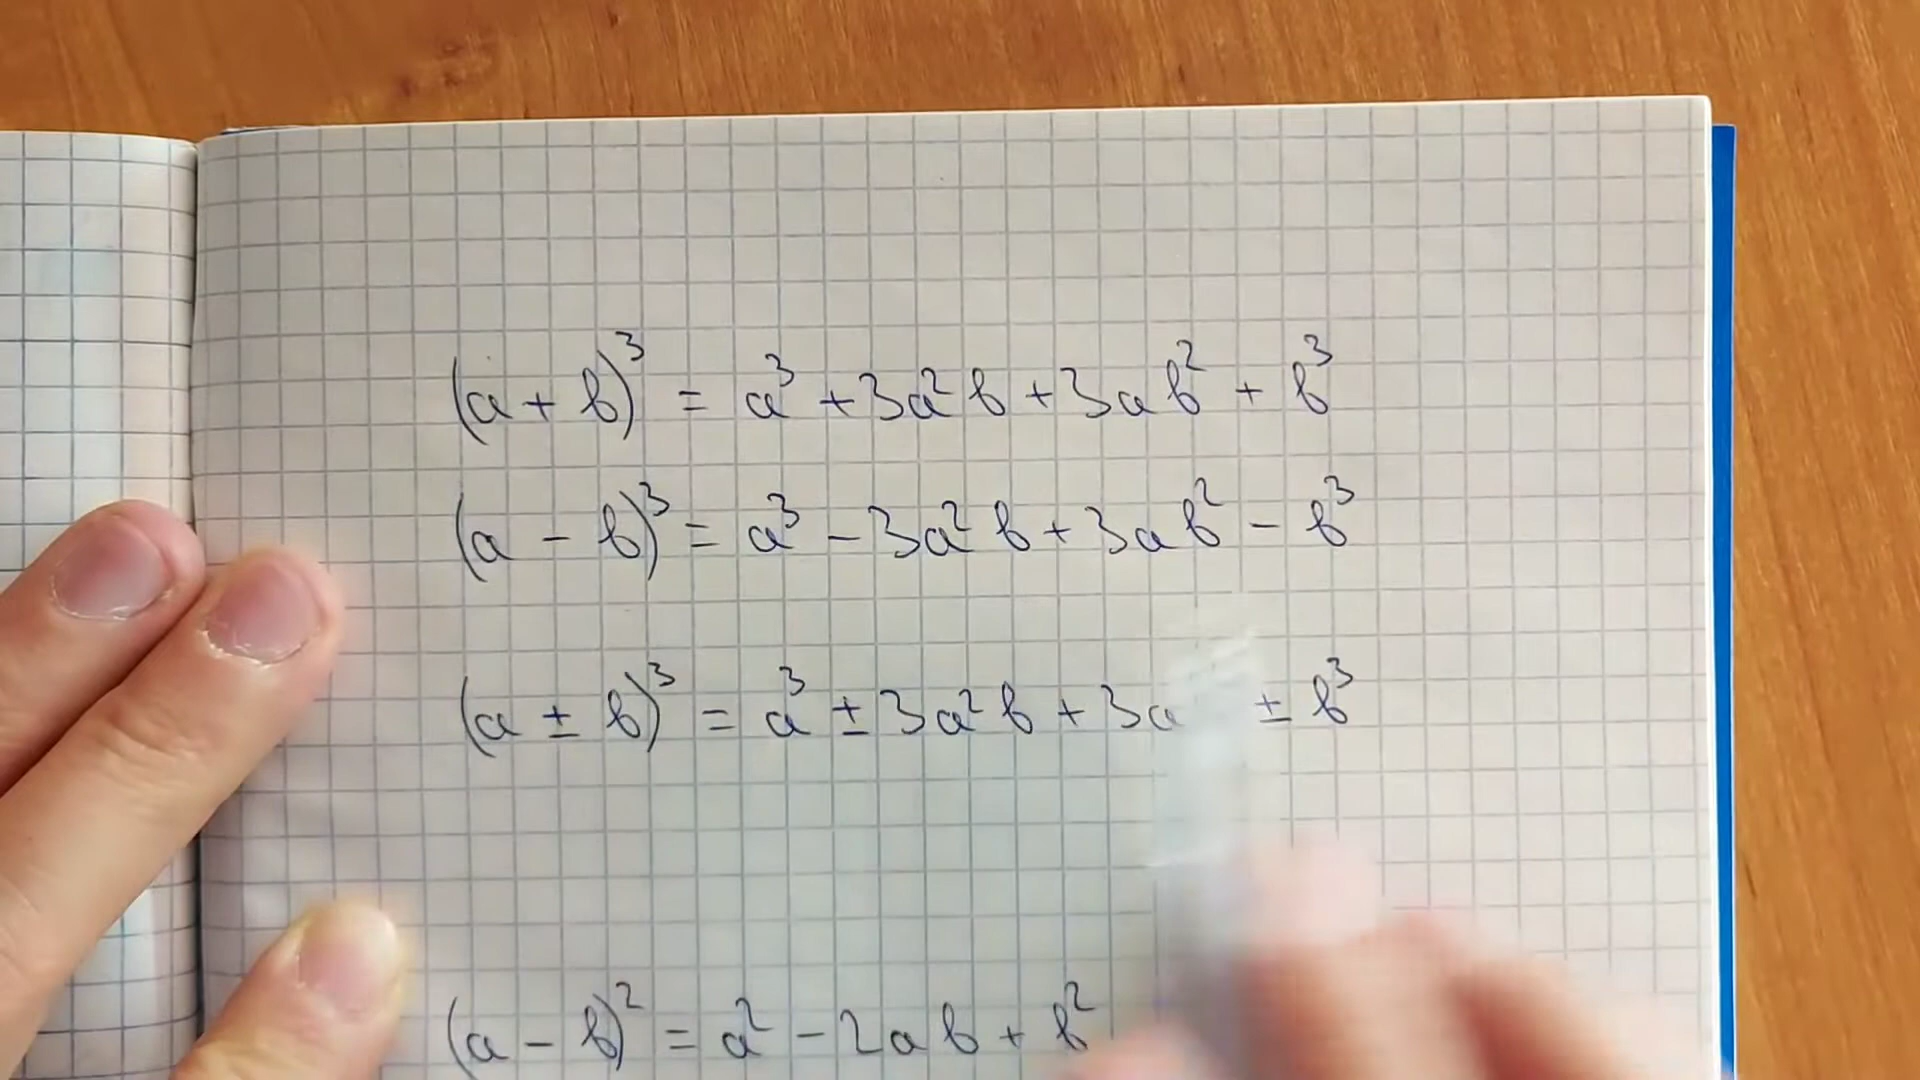 (a + b)³ = a³ + 3a²b + 3ab² + b³
(a - b)³ = a³ - 3a²b + 3ab² - b³
(a ± b)³ = a³ ± 3a²b + 3a ± b³
(a - b)² = a² - 2ab + b²